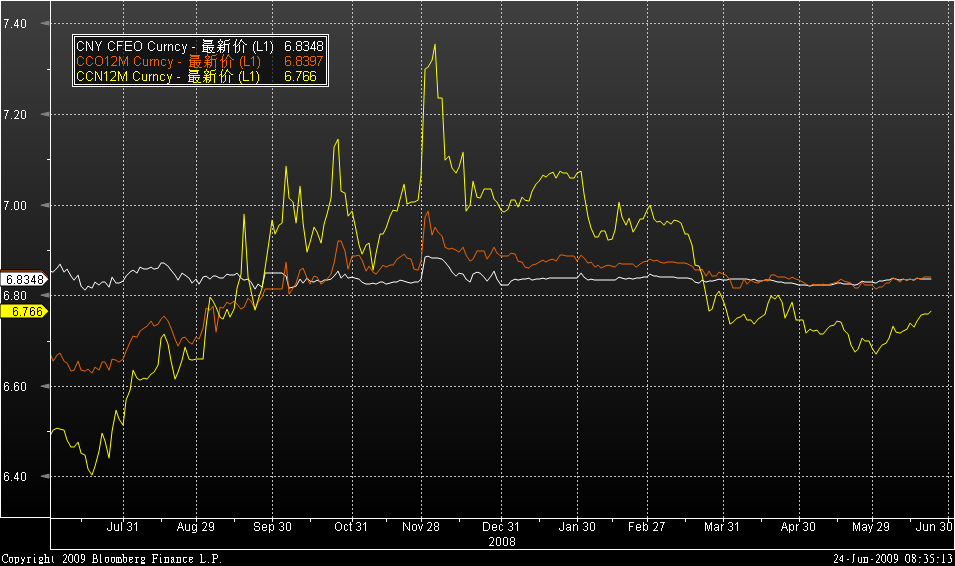 7.40
CNY CFEO Curncy - 最新价 (L1) 6.8348
CCO12M Curncy - 最新价 (L1) 6.8397
CCN12M Curncy - 最新价 (L1) 6.766
7.20
7.00
6.8348
6.80
6.766
6.60
6.40
Jul 31 Aug 29 Sep 30 Oct 31 Nov 28 Dec 31 Jan 30 Feb 27 Mar 31 Apr 30 May 29 Jun 30
2008
Copyright 2009 Bloomberg Finance L.P. 24-Jun-2009 08:35:13